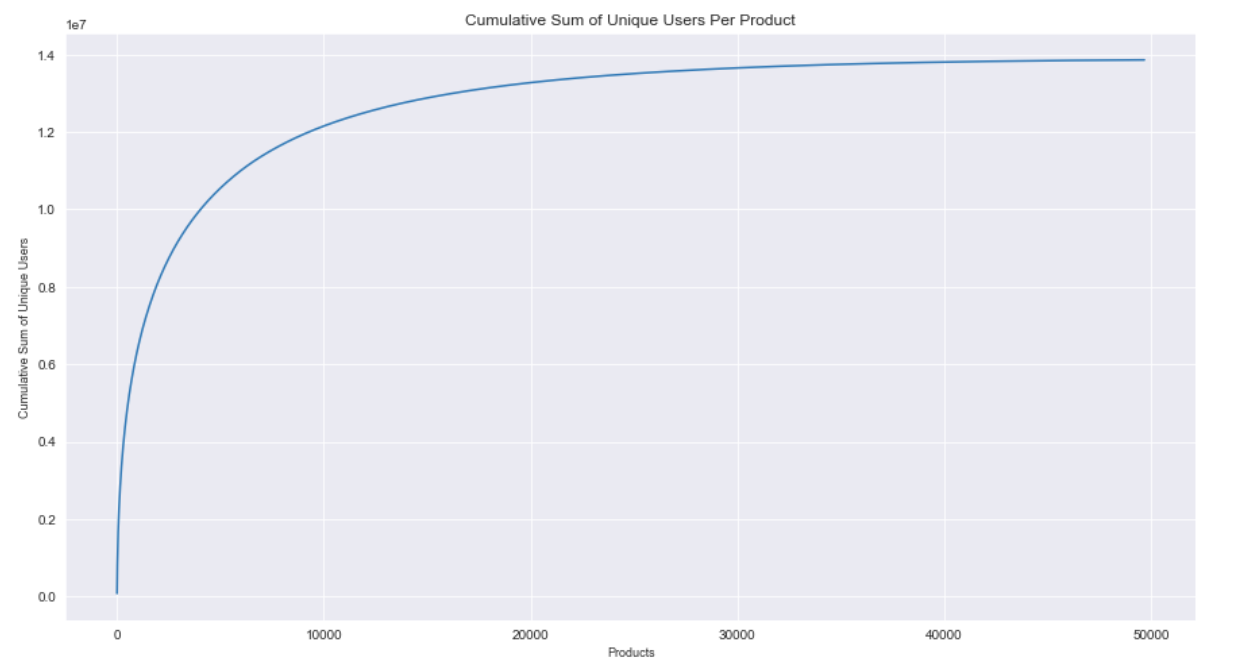 Cumulative Sum of Unique Users Per Product
1e7
1.4
1.2
1.0
0.8
0.6
0.4
0.2
0.0
Cumulative Sum of Unique Users
0 10000 20000 30000 40000 50000
Products